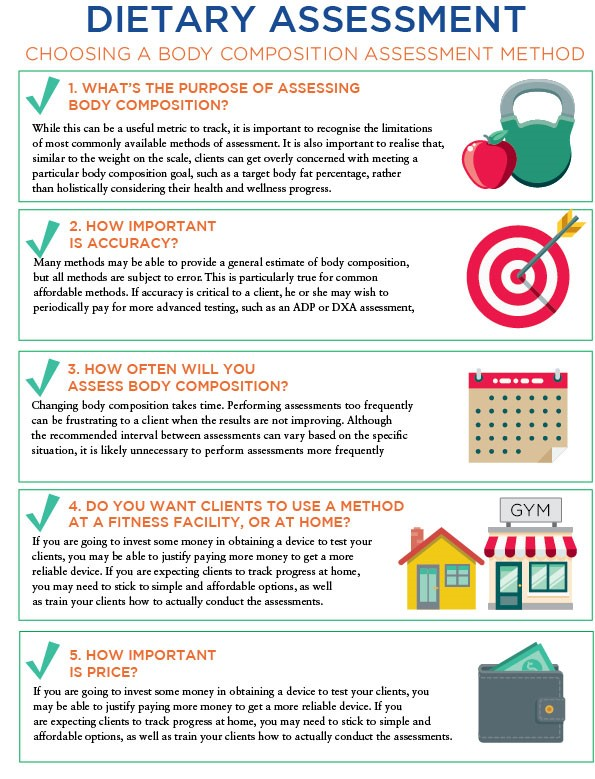 DIETARY ASSESSMENT
CHOOSING A BODY COMPOSITION ASSESSMENT METHOD
1. WHAT'S THE PURPOSE OF ASSESSING
BODY COMPOSITION?
While this can be a useful metric to track, it is important to recognise the limitations
of most commonly available methods of assessment. It is also important to realise that,
similar to the weight on the scale, clients can get overly concerned with meeting a
particular body composition goal, such as a target body fat percentage, rather
than holistically considering their health and wellness progress.
2. HOW IMPORTANT
IS ACCURACY?
Many methods may be able to provide a general estimate of body composition,
but all methods are subject to error. This is particularly true for common
affordable methods. If accuracy is critical to a client, he or she may wish to
periodically pay for more advanced testing, such as an ADP or DXA assessment,
3. HOW OFTEN WILL YOU
ASSESS BODY COMPOSITION?
Changing body composition takes time. Performing assessments too frequently
can be frustrating to a client when the results are not improving. Although
the recommended interval between assessments can vary based on the specific
situation, it is likely unnecessary to perform assessments more frequently
4. DO YOU WANT CLIENTS TO USE A METHOD
AT A FITNESS FACILITY, OR AT HOME?
If you are going to invest some money in obtaining a device to test your
clients, you may be able to justify paying more money to get a more
reliable device. If you are expecting clients to track progress at home,
you may need to stick to simple and affordable options, as well
as train your clients how to actually conduct the assessments.
GYM
5. HOW IMPORTANT
IS PRICE?
If you are going to invest some money in obtaining a device to test your clients, you
may be able to justify paying more money to get a more reliable device. If you
are expecting clients to track progress at home, you may need to stick to simple and
affordable options, as well as train your clients how to actually conduct the assessments.